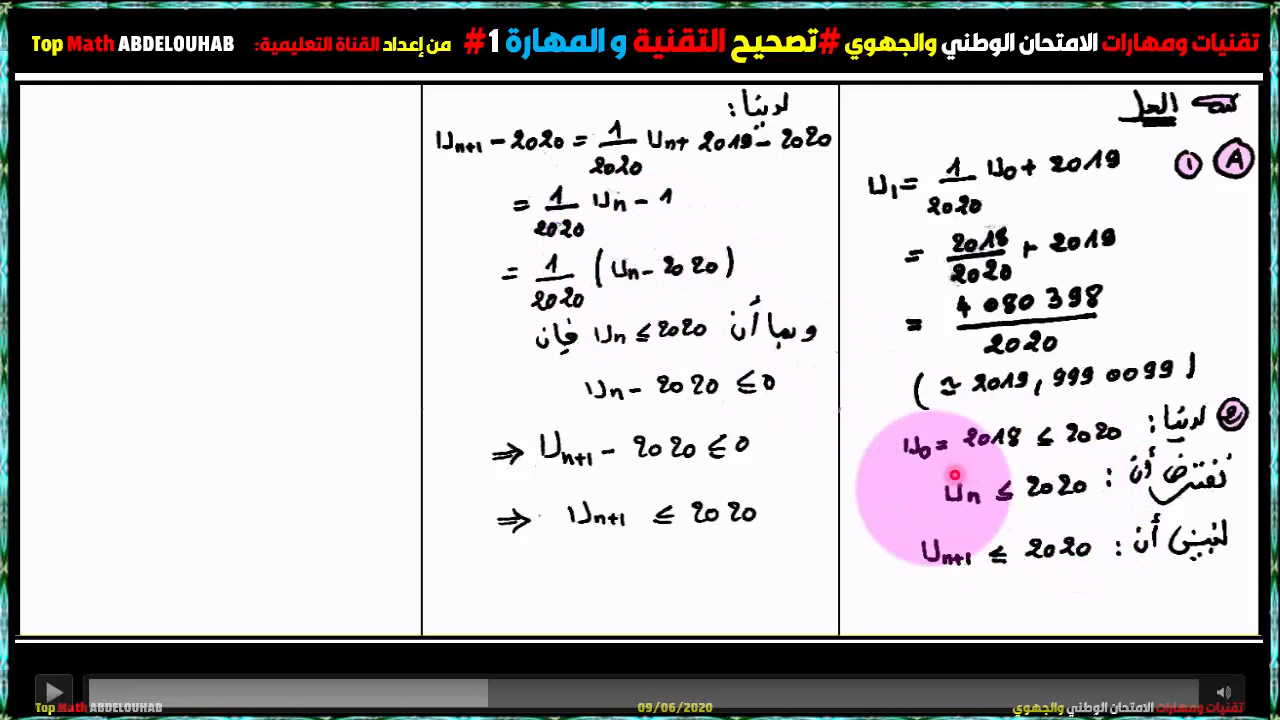 تقنيات ومهارات الامتحان الوطني والجهوي #تصحيح التقنية و المهارة 1# من إعداد القناة التعليمية: Top Math ABDELOUHAB
الحل
A 1
U₁ = 1/2020 U₀ + 2019
= 2018/2020 + 2019
= 4 080 398/2020
(≃ 2019,999 0099)
2 لدينا: U₀ = 2018 ≤ 2020
نفترض أن: Uₙ ≤ 2020
لنبين أن: Uₙ₊₁ ≤ 2020
لدينا:
Uₙ₊₁ - 2020 = 1/2020 Uₙ + 2019 - 2020
= 1/2020 Uₙ - 1
= 1/2020 (Uₙ - 2020)
وبما أن Uₙ ≤ 2020 فإن
Uₙ - 2020 ≤ 0
⇒ Uₙ₊₁ - 2020 ≤ 0
⇒ Uₙ₊₁ ≤ 2020
Top Math ABDELOUHAB
09/06/2020
تقنيات ومهارات الامتحان الوطني والجهوي